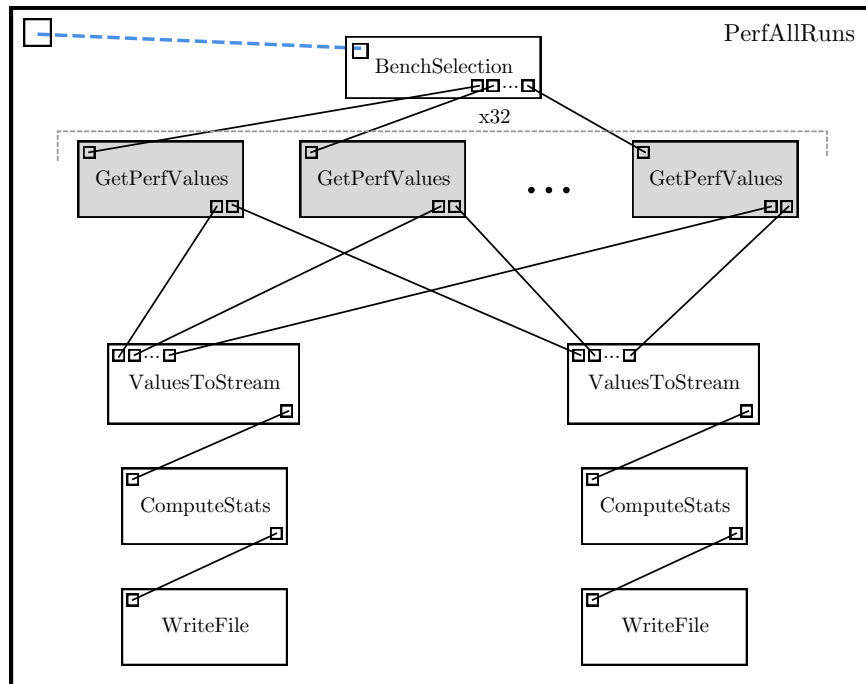 PerfAllRuns
BenchSelection
...
x32
GetPerfValues
GetPerfValues
...
GetPerfValues
...
...
ValuesToStream
ValuesToStream
ComputeStats
ComputeStats
WriteFile
WriteFile